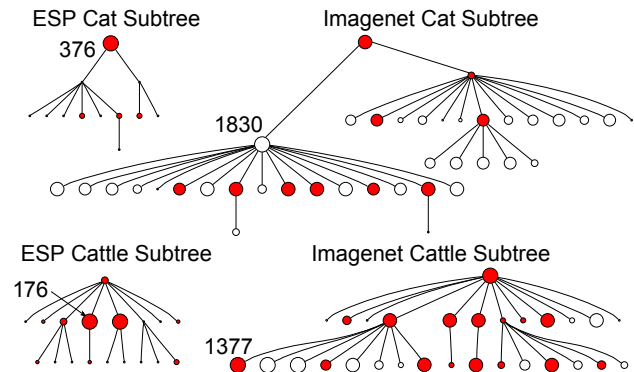 ESP Cat Subtree
Imagenet Cat Subtree
376
1830
ESP Cattle Subtree
Imagenet Cattle Subtree
176
1377